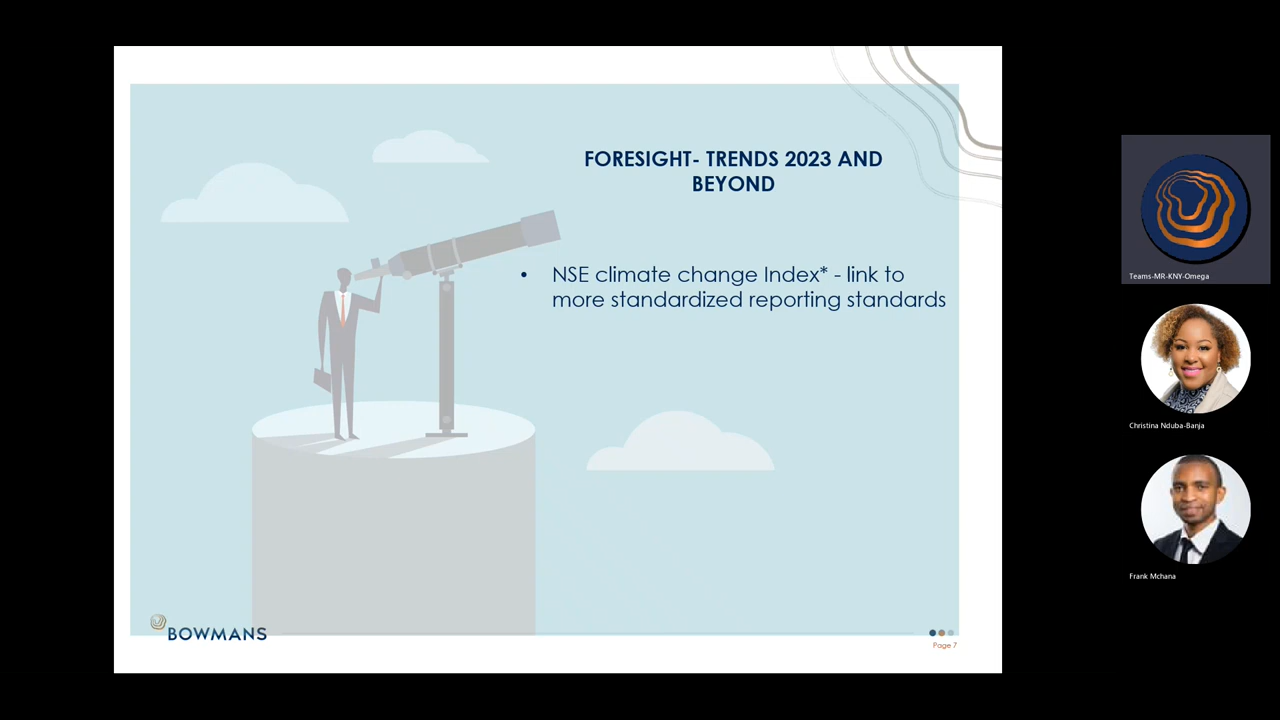 FORESIGHT- TRENDS 2023 AND
BEYOND
• NSE climate change Index* - link to
more standardized reporting standards
BOWMANS
Page 7
Teams-MR-KNY-Omega
Christina Nduba-Banja
Frank Mchana